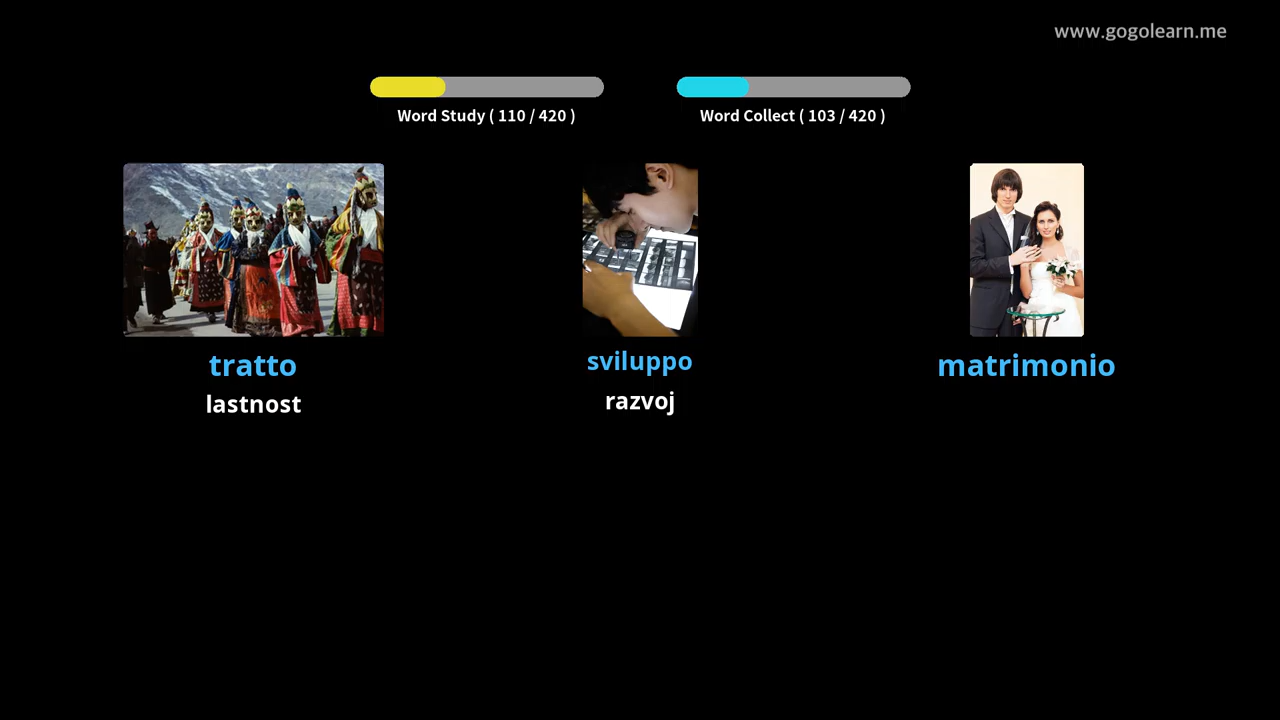 www.gogolearn.me
Word Study ( 110 / 420 )
Word Collect ( 103 / 420 )
tratto
sviluppo
matrimonio
lastnost
razvoj